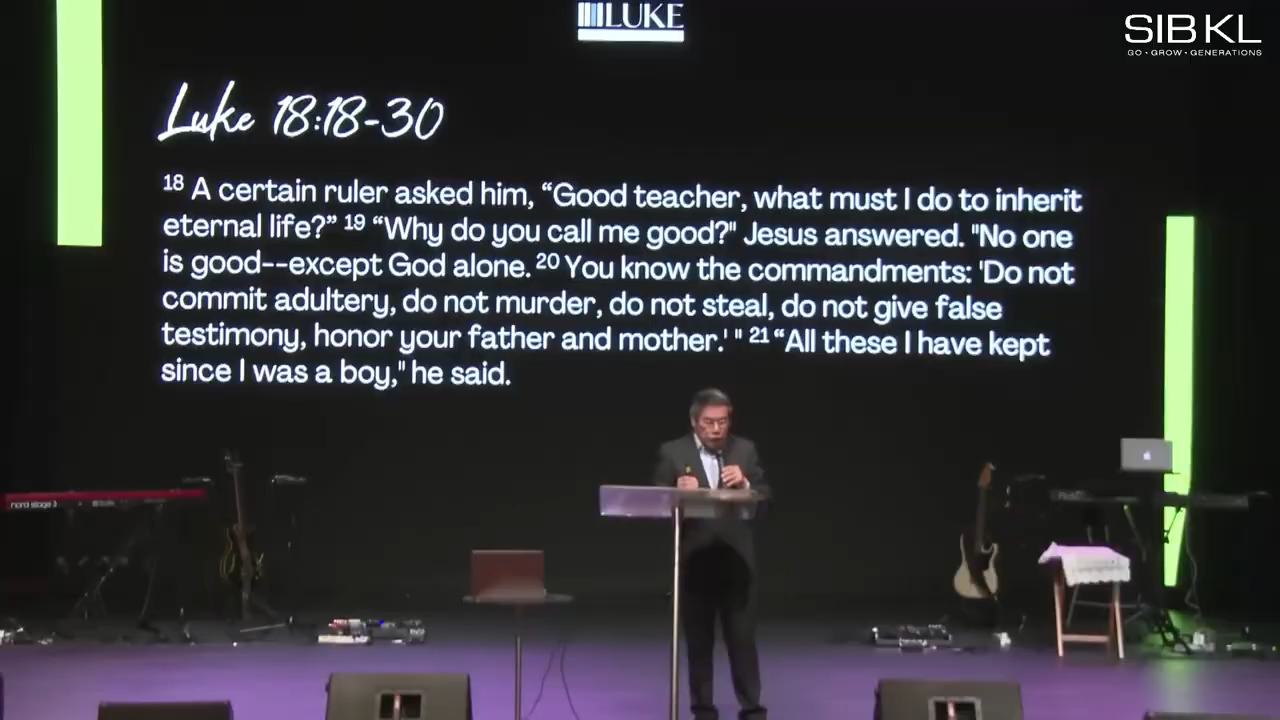 LUKE
SIBKL
GO • GROW • GENERATIONS
Luke 18:18-30
18 A certain ruler asked him, “Good teacher, what must I do to inherit
eternal life?” 19 “Why do you call me good?" Jesus answered. "No one
is good--except God alone. 20 You know the commandments: 'Do not
commit adultery, do not murder, do not steal, do not give false
testimony, honor your father and mother.' " 21 “All these I have kept
since I was a boy," he said.
nord stage 3